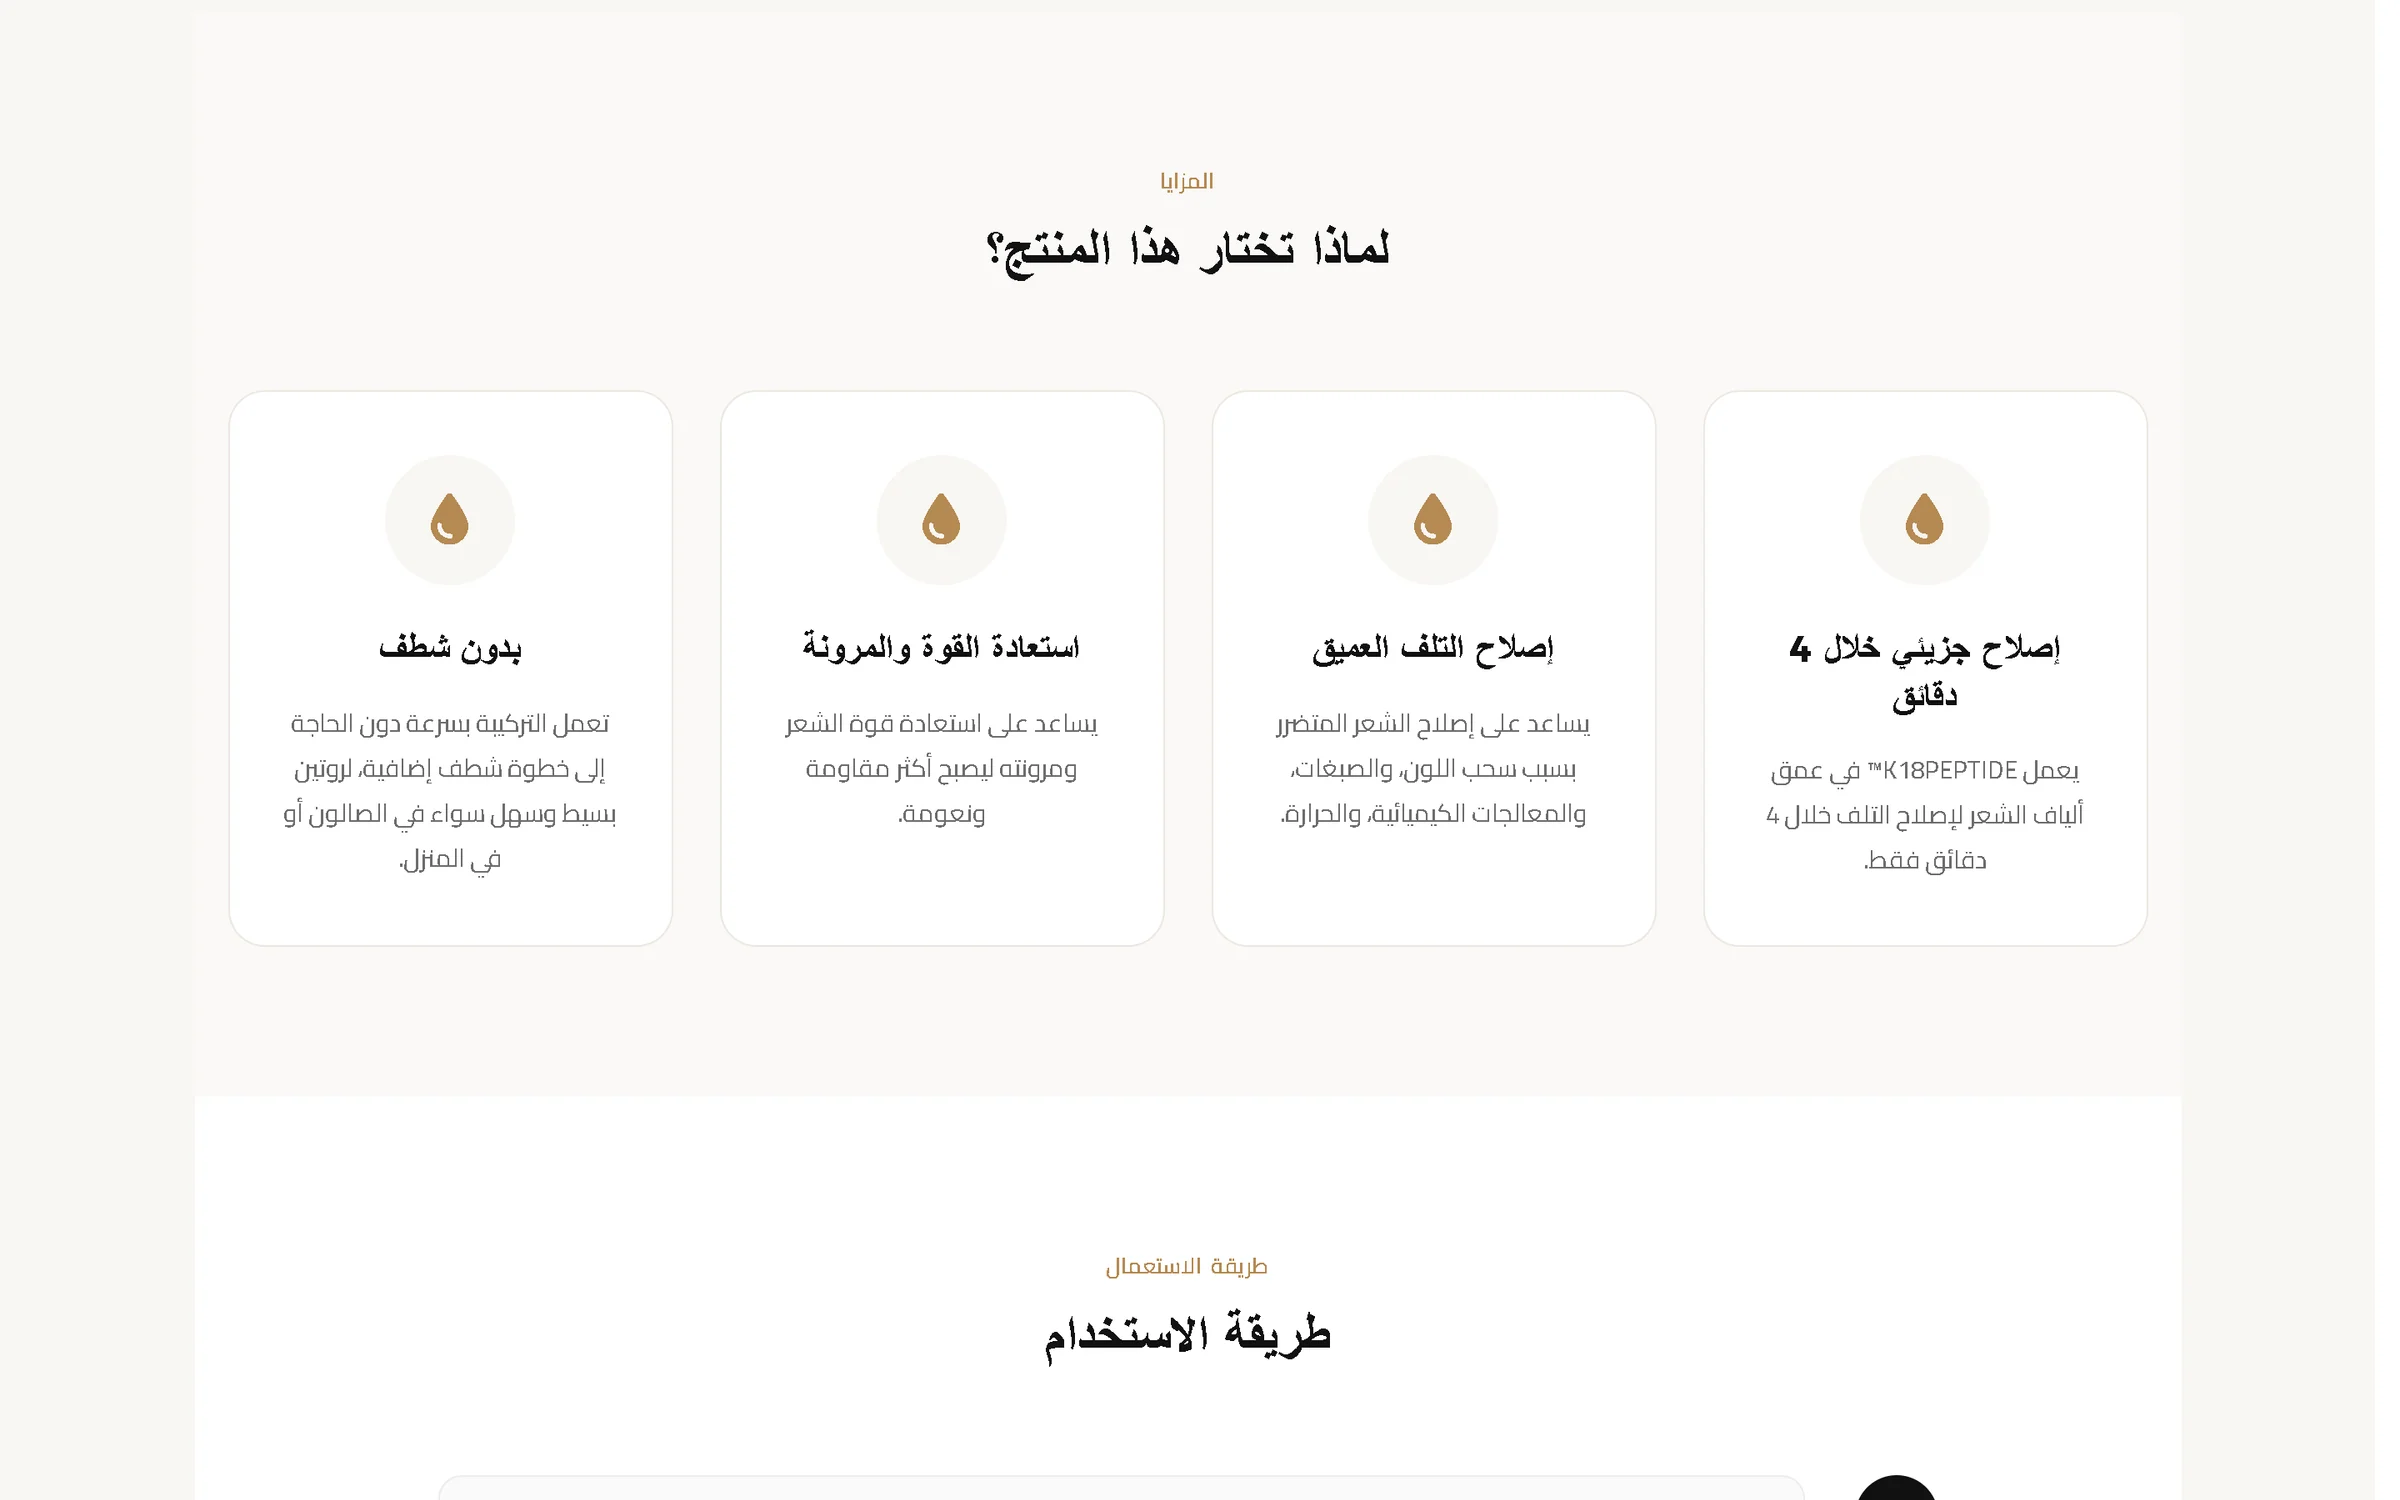 المزايا
لماذا تختار هذا المنتج؟
إصلاح جزيئي خلال 4
دقائق
يعمل K18PEPTIDE™ في عمق
ألياف الشعر لإصلاح التلف خلال 4
دقائق فقط.
إصلاح التلف العميق
يساعد على إصلاح الشعر المتضرر
بسبب سحب اللون، والصبغات،
والمعالجات الكيميائية، والحرارة.
استعادة القوة والمرونة
يساعد على استعادة قوة الشعر
ومرونته ليصبح أكثر مقاومة
ونعومة.
بدون شطف
تعمل التركيبة بسرعة دون الحاجة
إلى خطوة شطف إضافية، لروتين
بسيط وسهل سواء في الصالون أو
في المنزل.
طريقة الاستعمال
طريقة الاستخدام